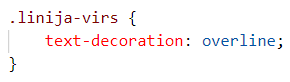 .linija-virs {
    text-decoration: overline;
}